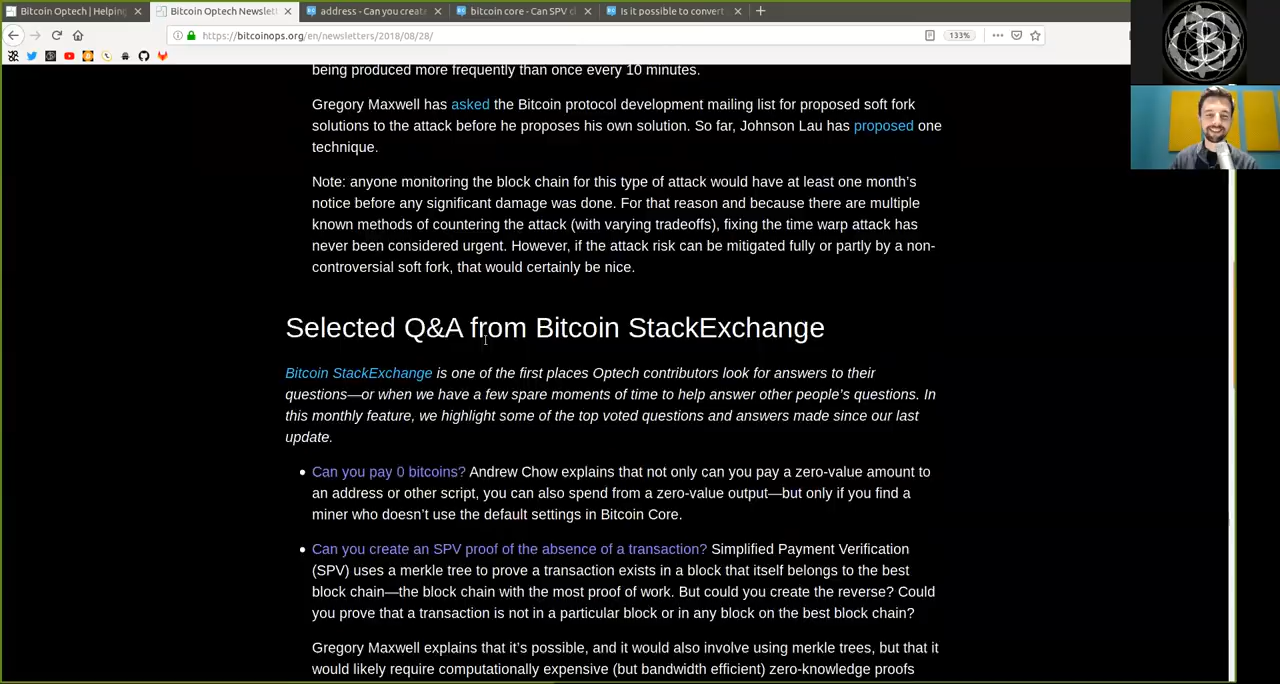 Bitcoin Optech | Helping
Bitcoin Optech Newslett
address - Can you create
bitcoin core - Can SPV cl
Is it possible to convert
https://bitcoinops.org/en/newsletters/2018/08/28/
133%
being produced more frequently than once every 10 minutes.
Gregory Maxwell has asked the Bitcoin protocol development mailing list for proposed soft fork
solutions to the attack before he proposes his own solution. So far, Johnson Lau has proposed one
technique.
Note: anyone monitoring the block chain for this type of attack would have at least one month’s
notice before any significant damage was done. For that reason and because there are multiple
known methods of countering the attack (with varying tradeoffs), fixing the time warp attack has
never been considered urgent. However, if the attack risk can be mitigated fully or partly by a non-
controversial soft fork, that would certainly be nice.
Selected Q&A from Bitcoin StackExchange
Bitcoin StackExchange is one of the first places Optech contributors look for answers to their
questions—or when we have a few spare moments of time to help answer other people’s questions. In
this monthly feature, we highlight some of the top voted questions and answers made since our last
update.
• Can you pay 0 bitcoins? Andrew Chow explains that not only can you pay a zero-value amount to
an address or other script, you can also spend from a zero-value output—but only if you find a
miner who doesn’t use the default settings in Bitcoin Core.
• Can you create an SPV proof of the absence of a transaction? Simplified Payment Verification
(SPV) uses a merkle tree to prove a transaction exists in a block that itself belongs to the best
block chain—the block chain with the most proof of work. But could you create the reverse? Could
you prove that a transaction is not in a particular block or in any block on the best block chain?
Gregory Maxwell explains that it’s possible, and it would also involve using merkle trees, but that it
would likely require computationally expensive (but bandwidth efficient) zero-knowledge proofs